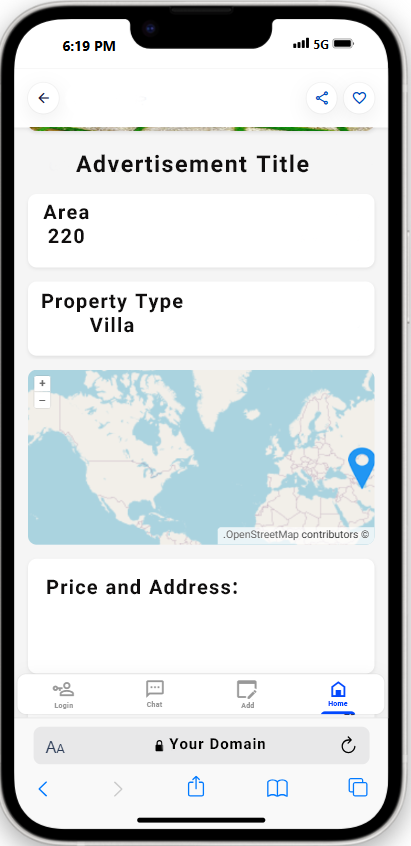 6:19 PM
5G
Advertisement Title
Area
220
Property Type
Villa
+
–
.OpenStreetMap contributors ©
Price and Address:
Login
Chat
Add
Home
AA
Your Domain